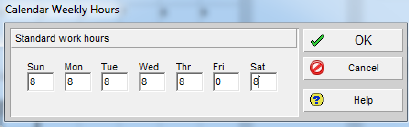 Calendar Weekly Hours
Standard work hours
OK
Sun Mon Tue Wed Thr Fri Sat
8 8 8 8 8 0 8
Cancel
Help